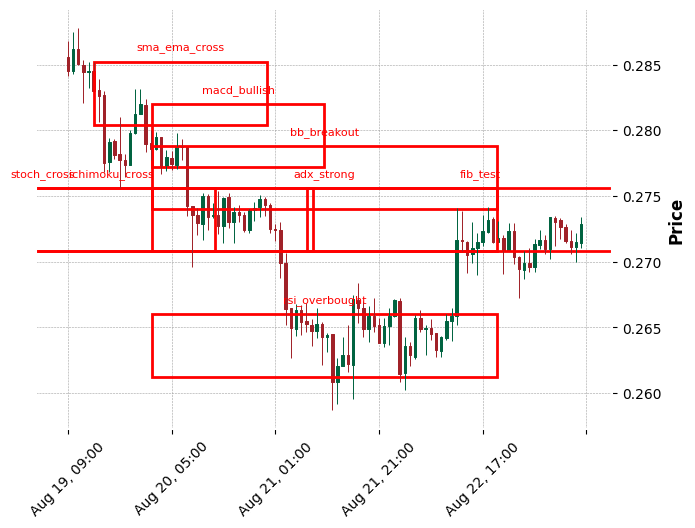 sma_ema_cross
macd_bullish
bb_breakout
stoch_cross
ichimoku_cross
adx_strong
fib_test
rsi_overbought
0.285
0.280
0.275
0.270
0.265
0.260
Price
Aug 19, 09:00
Aug 20, 05:00
Aug 21, 01:00
Aug 21, 21:00
Aug 22, 17:00